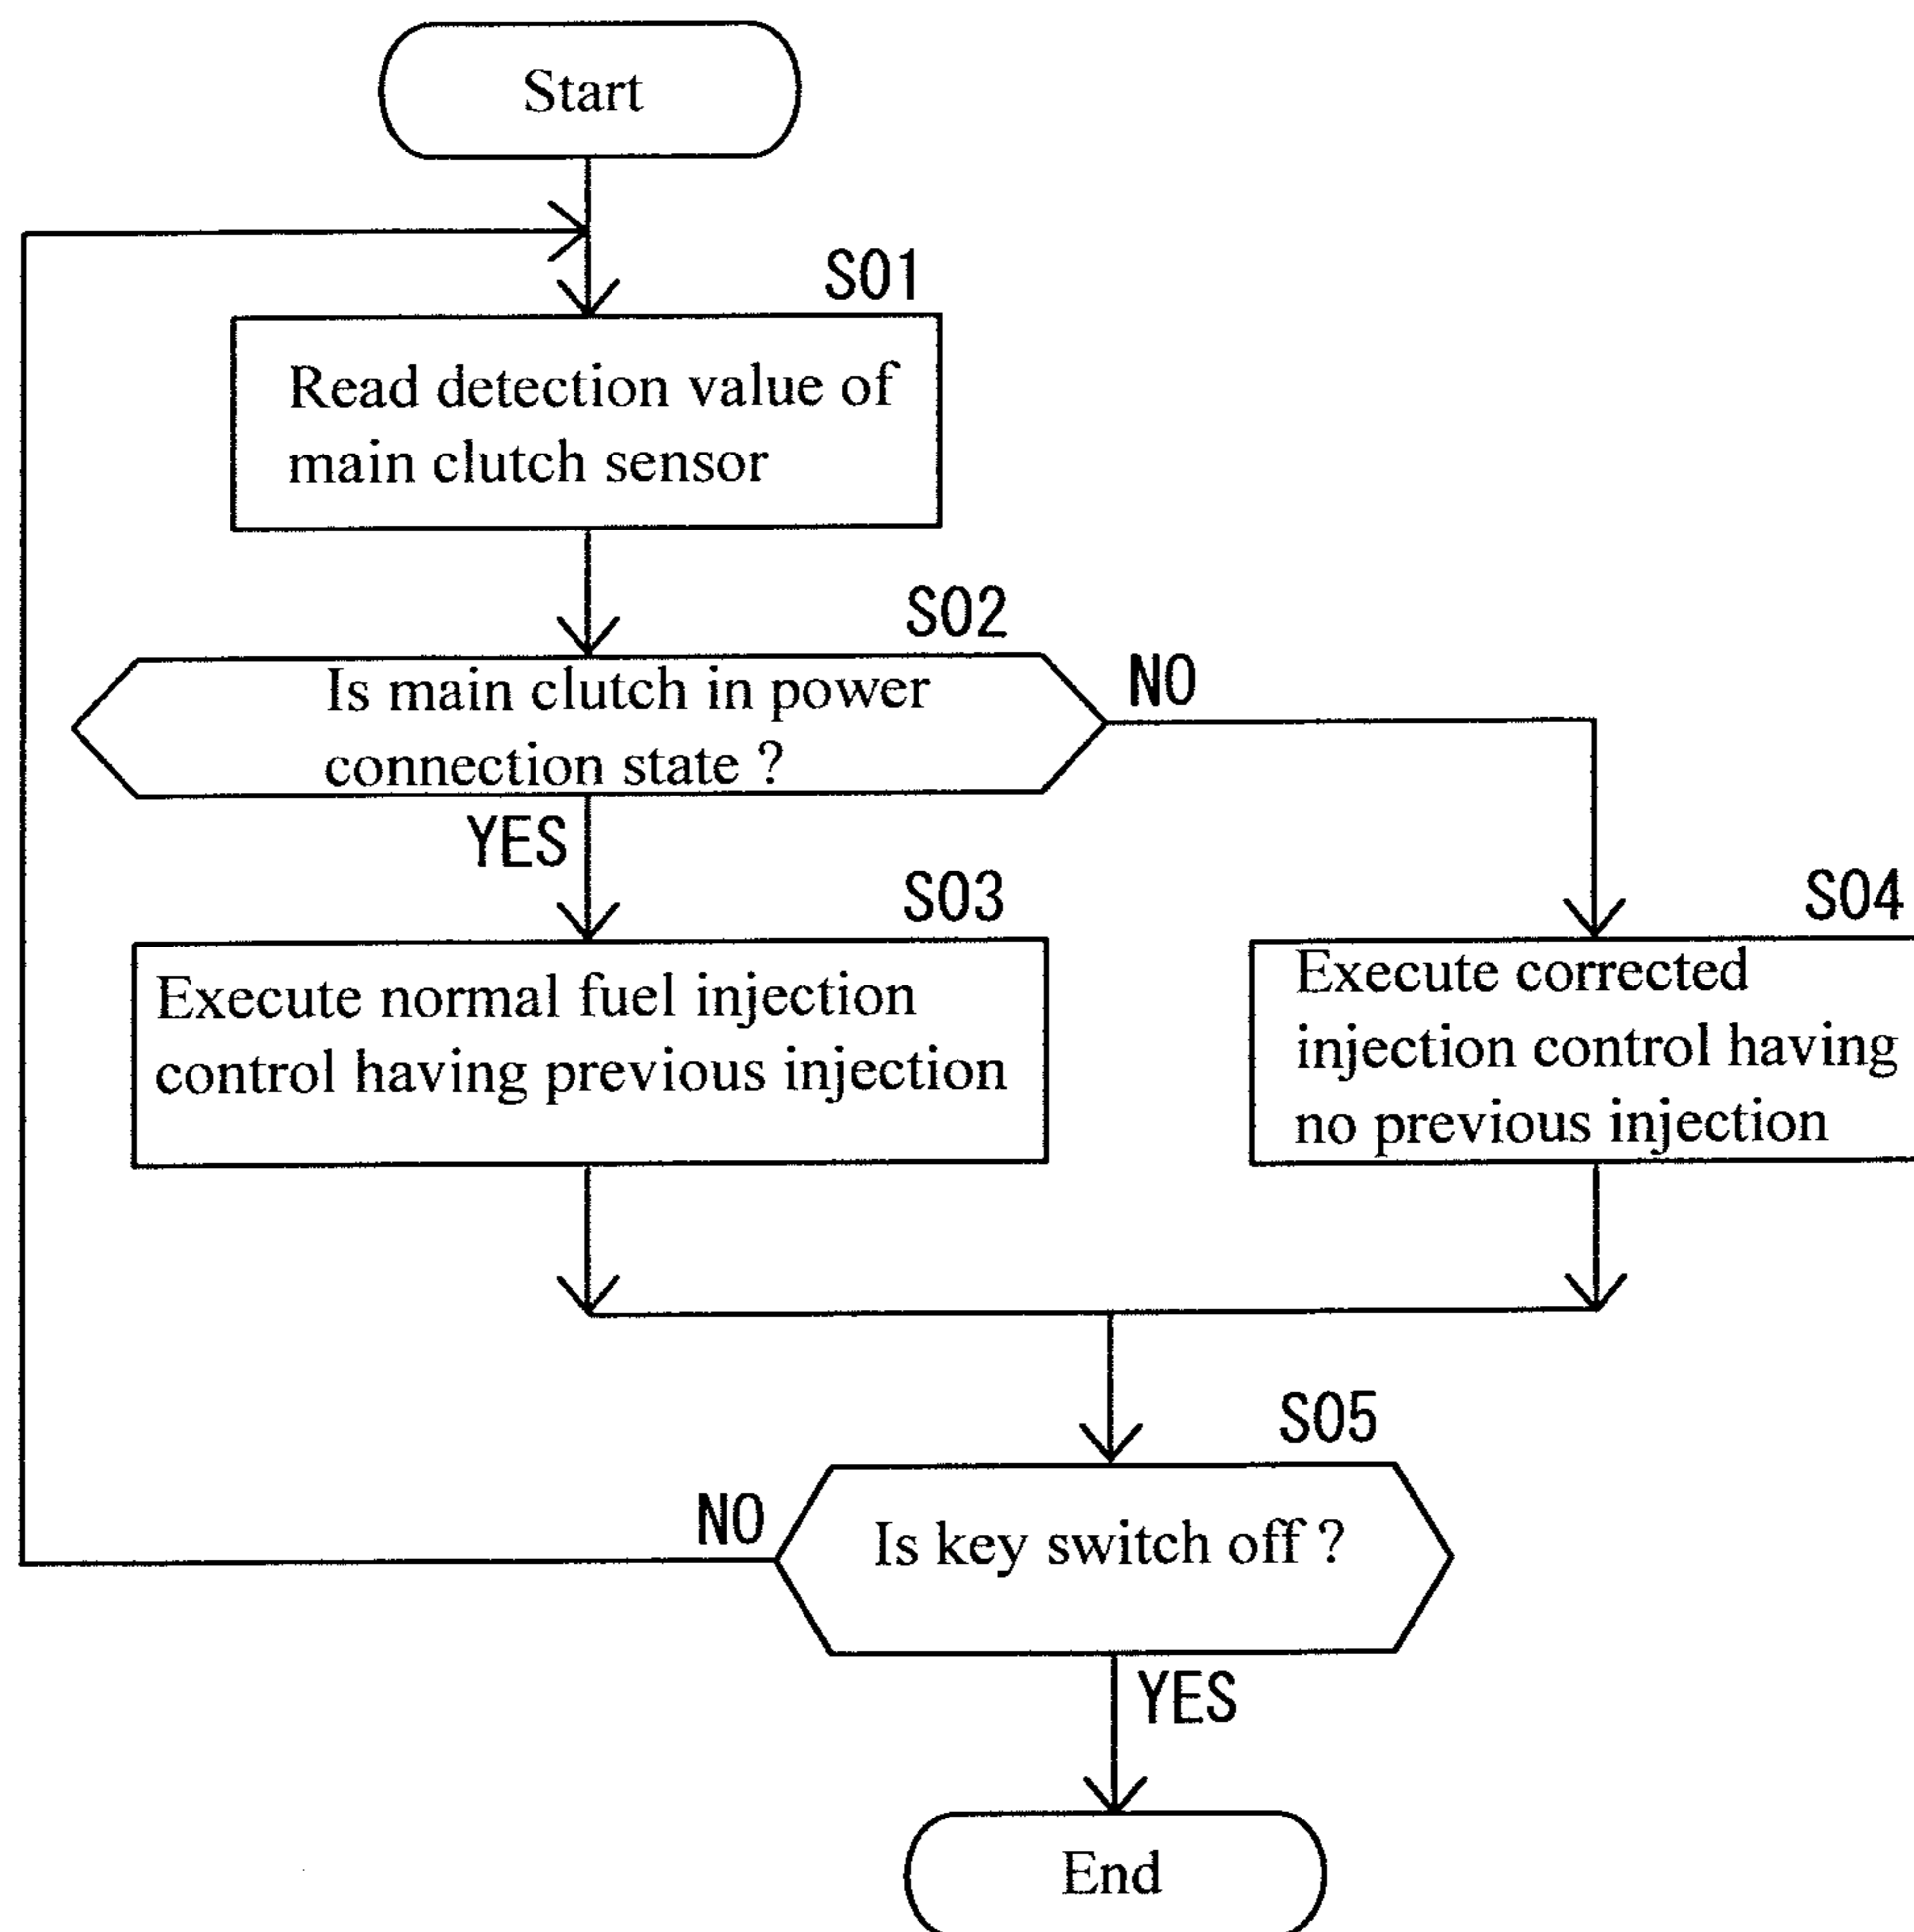 Start
S01
Read detection value of
main clutch sensor
S02
Is main clutch in power
connection state ?
NO
YES
S03
Execute normal fuel injection
control having previous injection
S04
Execute corrected
injection control having
no previous injection
S05
Is key switch off ?
NO
YES
End